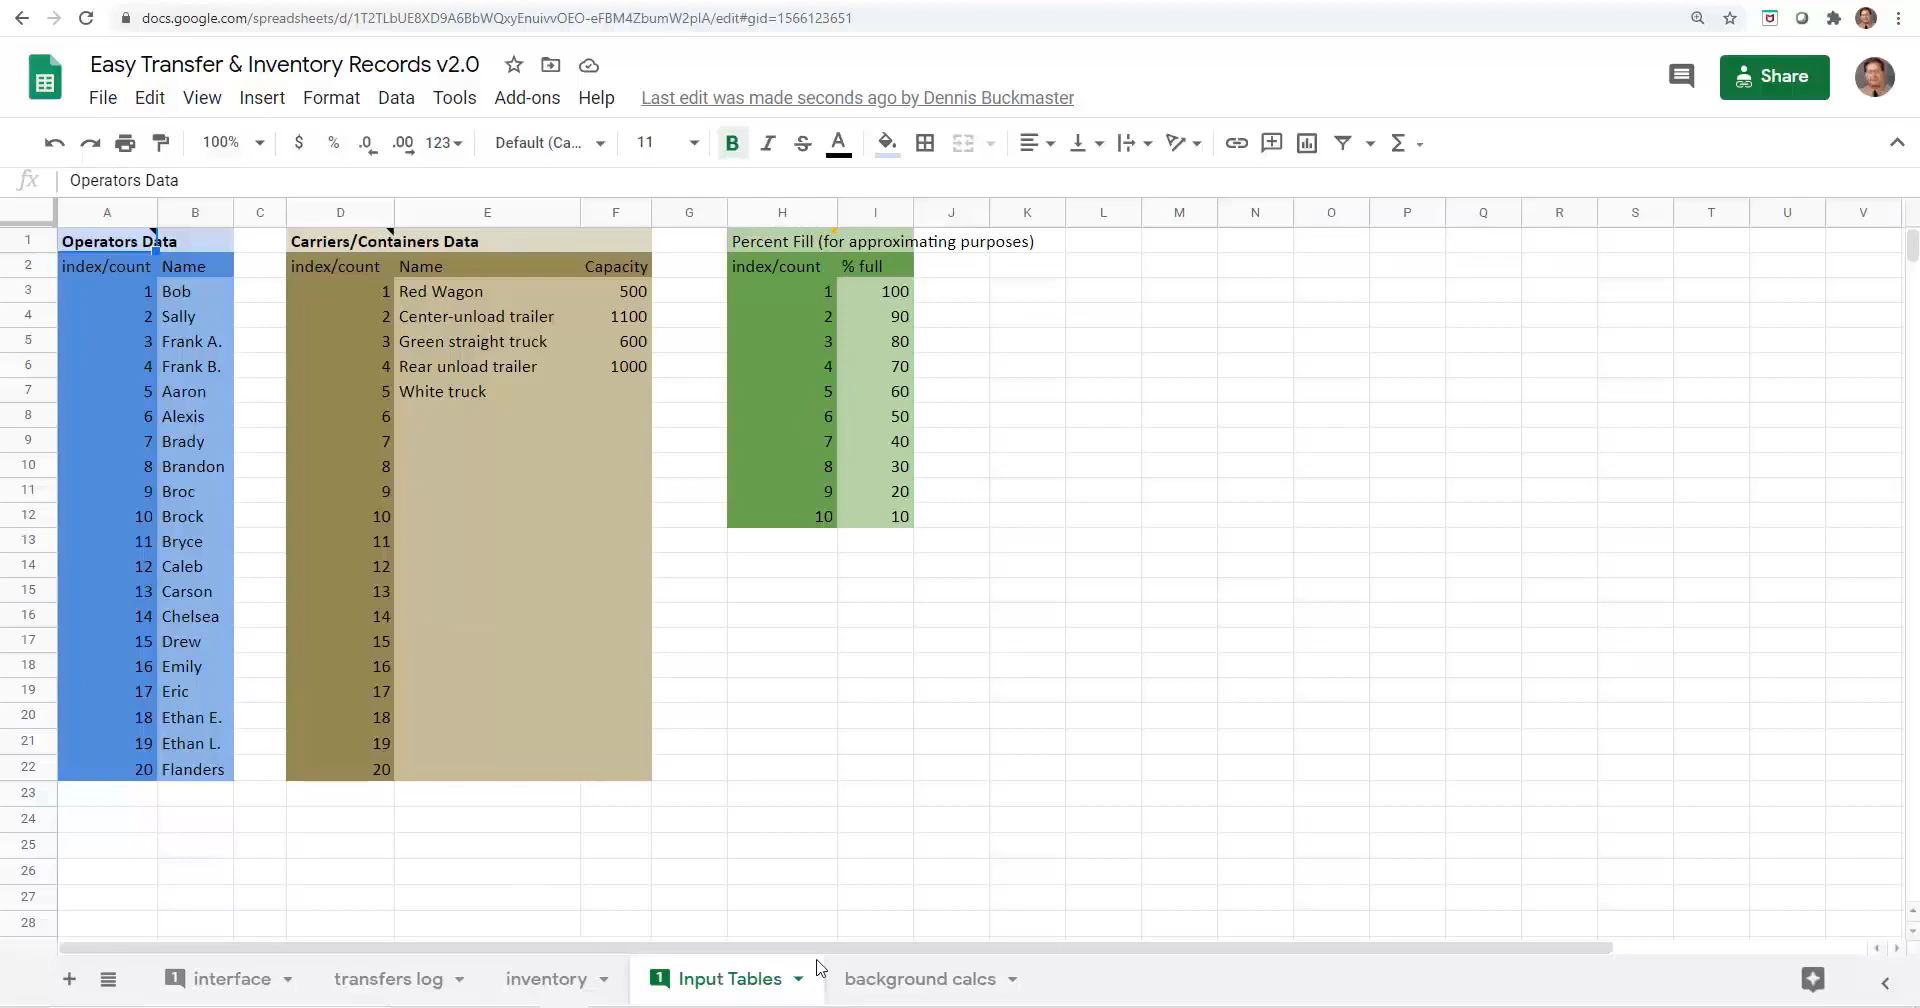 docs.google.com/spreadsheets/d/1T2TLbUE8XD9A6BbWQxyEnuivvOEO-eFBM4ZbumW2pIA/edit#gid=1566123651
Easy Transfer & Inventory Records v2.0
Share
File Edit View Insert Format Data Tools Add-ons Help Last edit was made seconds ago by Dennis Buckmaster
100% $ % .0 .00 123 Default (Ca... 11 B I S A Σ
fx Operators Data
A B C D E F G H I J K L M N O P Q R S T U V
1 Operators Data Carriers/Containers Data Percent Fill (for approximating purposes)
2 index/count Name index/count Name Capacity index/count % full
3 1 Bob 1 Red Wagon 500 1 100
4 2 Sally 2 Center-unload trailer 1100 2 90
5 3 Frank A. 3 Green straight truck 600 3 80
6 4 Frank B. 4 Rear unload trailer 1000 4 70
7 5 Aaron 5 White truck 5 60
8 6 Alexis 6 6 50
9 7 Brady 7 7 40
10 8 Brandon 8 8 30
11 9 Broc 9 9 20
12 10 Brock 10 10 10
13 11 Bryce 11
14 12 Caleb 12
15 13 Carson 13
16 14 Chelsea 14
17 15 Drew 15
18 16 Emily 16
19 17 Eric 17
20 18 Ethan E. 18
21 19 Ethan L. 19
22 20 Flanders 20
23
24
25
26
27
28
1 interface transfers log inventory 1 Input Tables background calcs